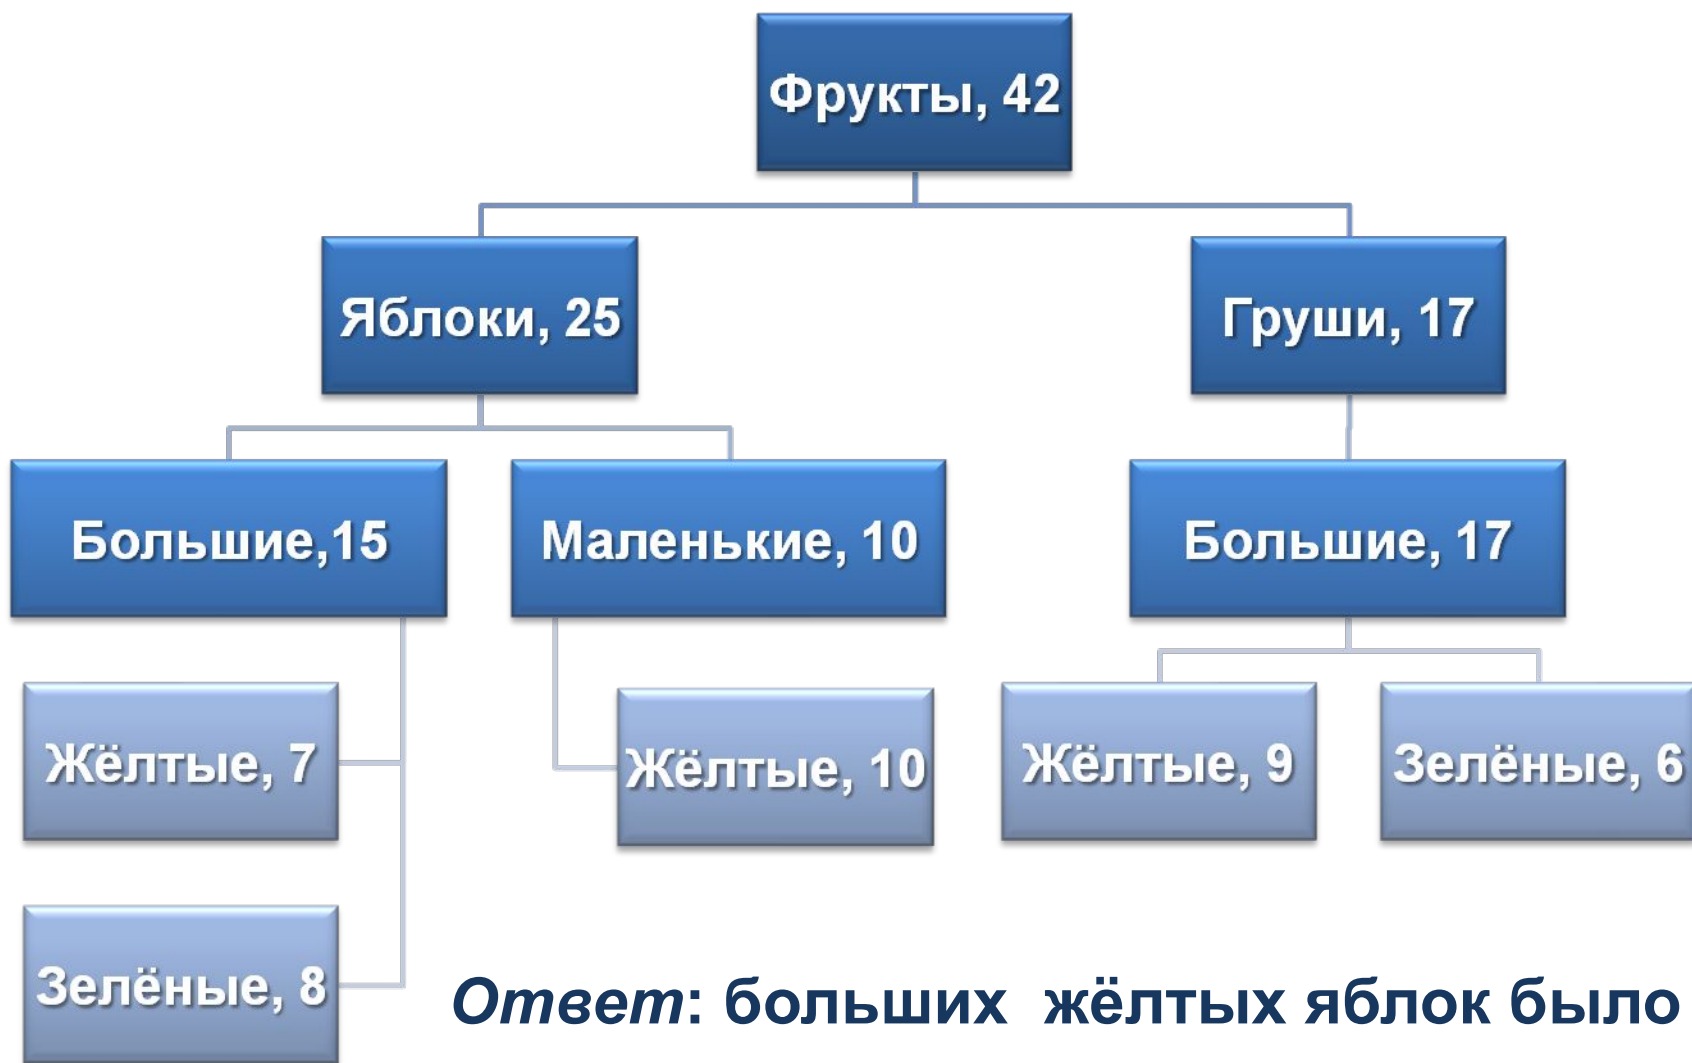 Фрукты, 42
Яблоки, 25
Груши, 17
Большие,15
Маленькие, 10
Большие, 17
Жёлтые, 7
Жёлтые, 10
Жёлтые, 9
Зелёные, 6
Зелёные, 8
Ответ: больших жёлтых яблок было